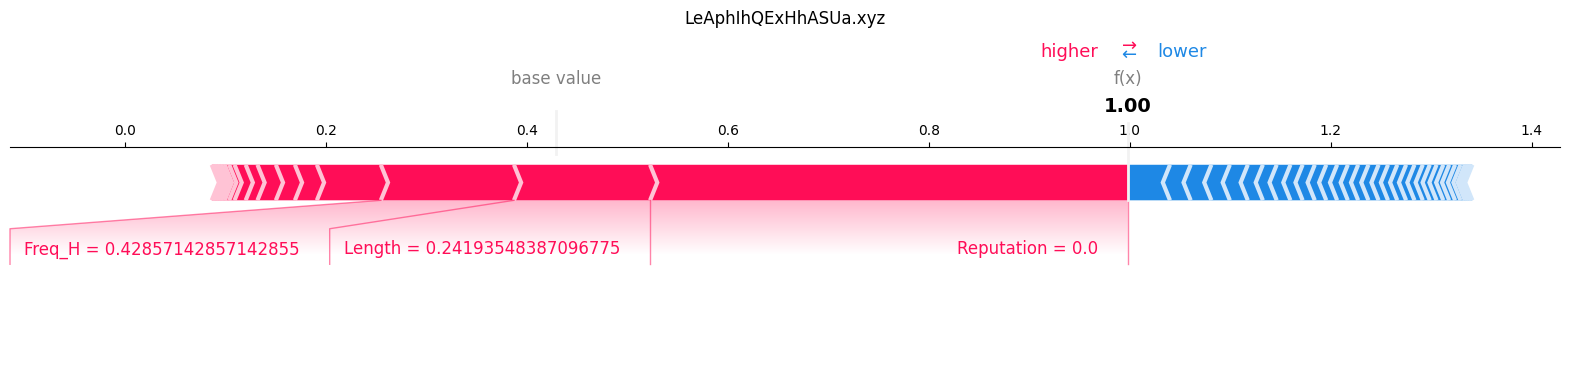 LeAphIhQExHhASUa.xyz
higher ⇄ lower
base value f(x)
1.00
0.0 0.2 0.4 0.6 0.8 1.0 1.2 1.4
Freq_H = 0.42857142857142855 Length = 0.24193548387096775 Reputation = 0.0